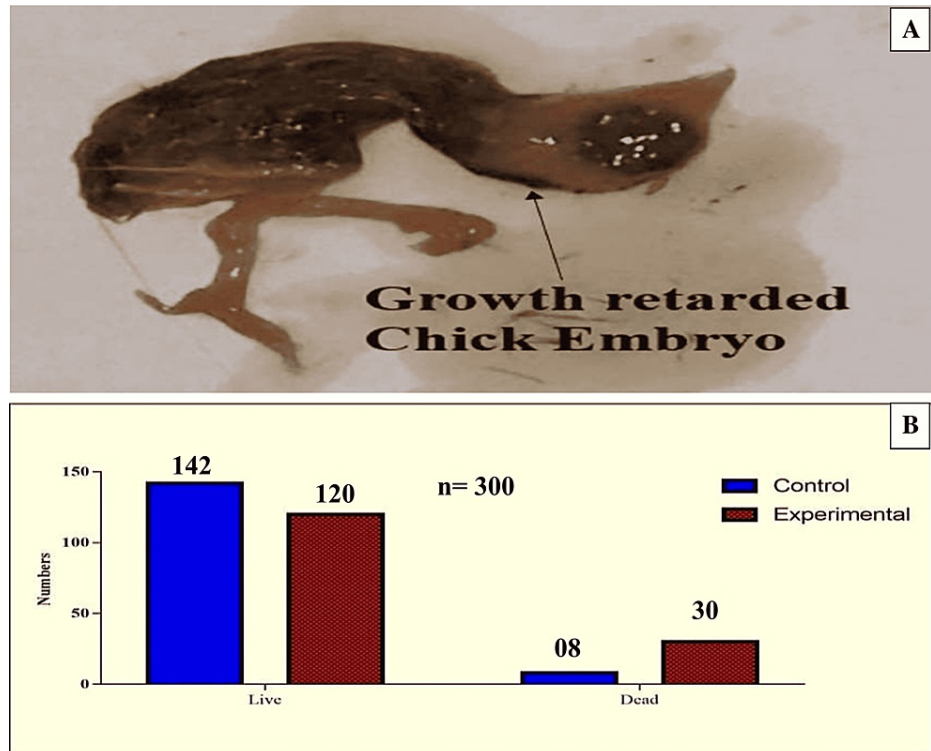 A
Growth retarded
Chick Embryo
B
150
100
50
0
Numbers
142
120
n= 300
08
30
Control
Experimental
Live
Dead